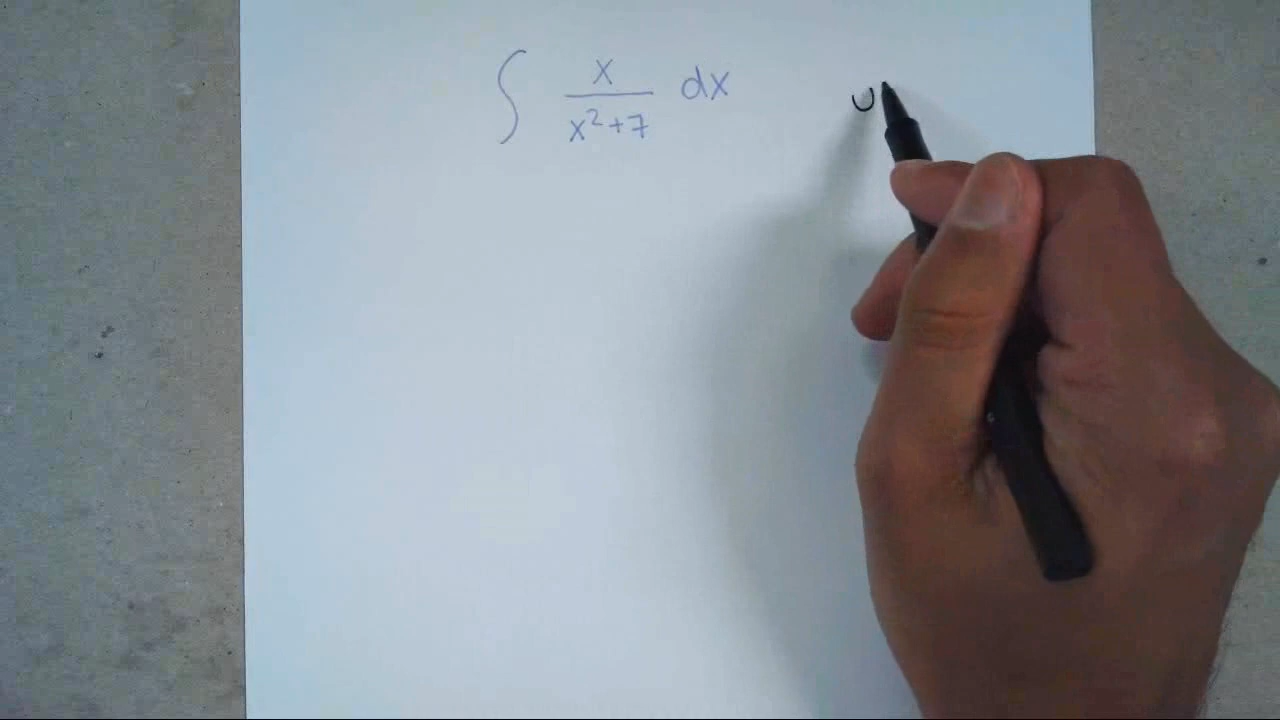 ∫ x/(x²+7) dx u